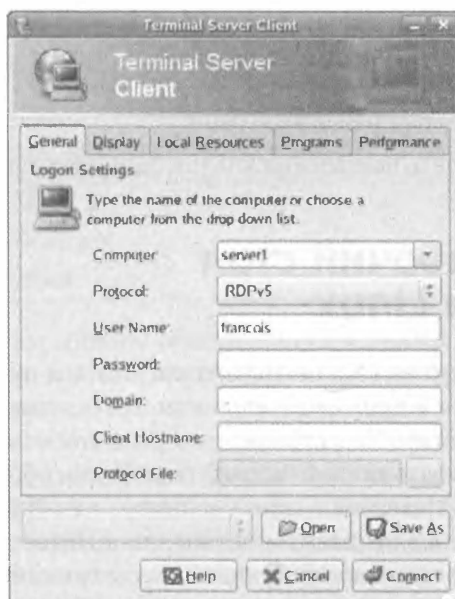 Terminal Server Client
Terminal Server
Client
General Display Local Resources Programs Performance
Logon Settings
Type the name of the computer or choose a
computer from the drop down list.
Computer: server1
Protocol: RDPv5
User Name: francois
Password:
Domain:
Client Hostname:
Protocol File:
Open Save As
Help Cancel Connect